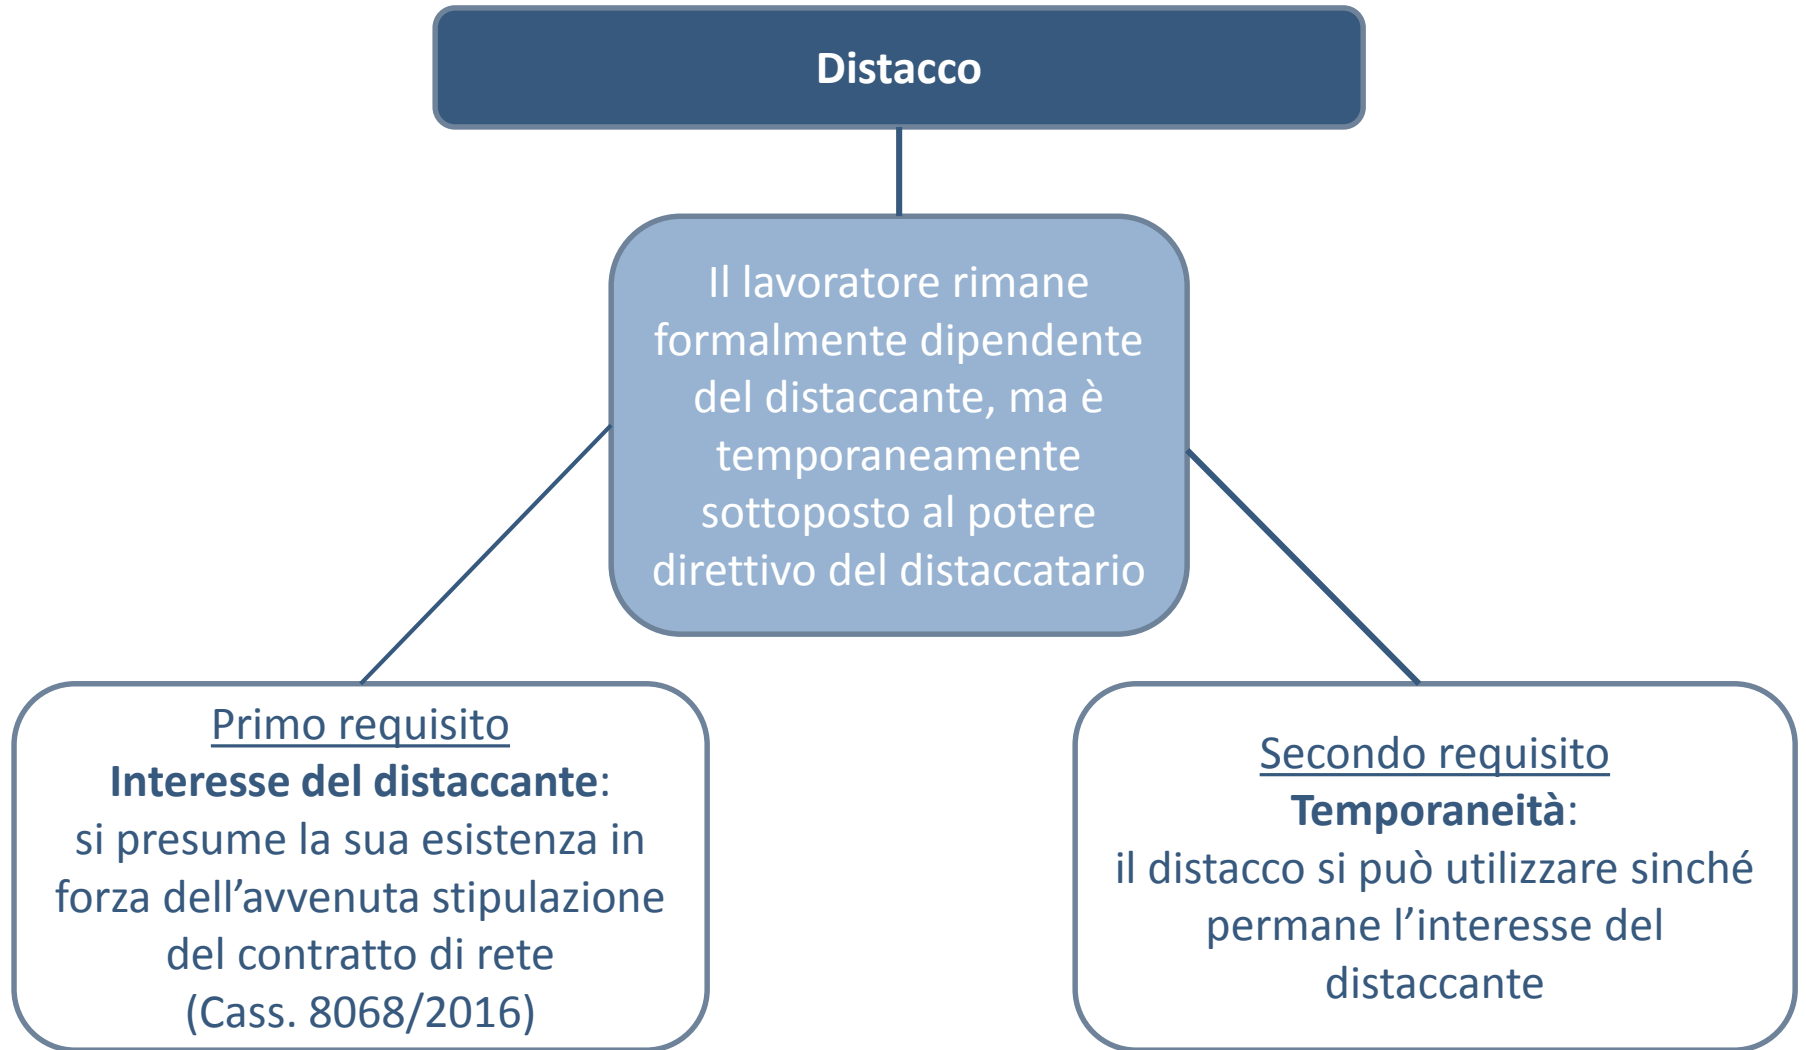 Distacco
Il lavoratore rimane
formalmente dipendente
del distaccante, ma è
temporaneamente
sottoposto al potere
direttivo del distaccatario
Primo requisito
Interesse del distaccante:
si presume la sua esistenza in
forza dell’avvenuta stipulazione
del contratto di rete
(Cass. 8068/2016)
Secondo requisito
Temporaneità:
il distacco si può utilizzare sinché
permane l’interesse del
distaccante